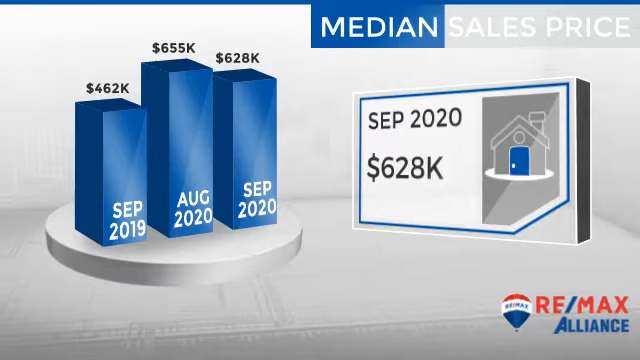 MEDIAN SALES PRICE
$655K
$628K
$462K
SEP
2019
AUG
2020
SEP
2020
SEP 2020
$628K
RE/MAX
RE/MAX
ALLIANCE